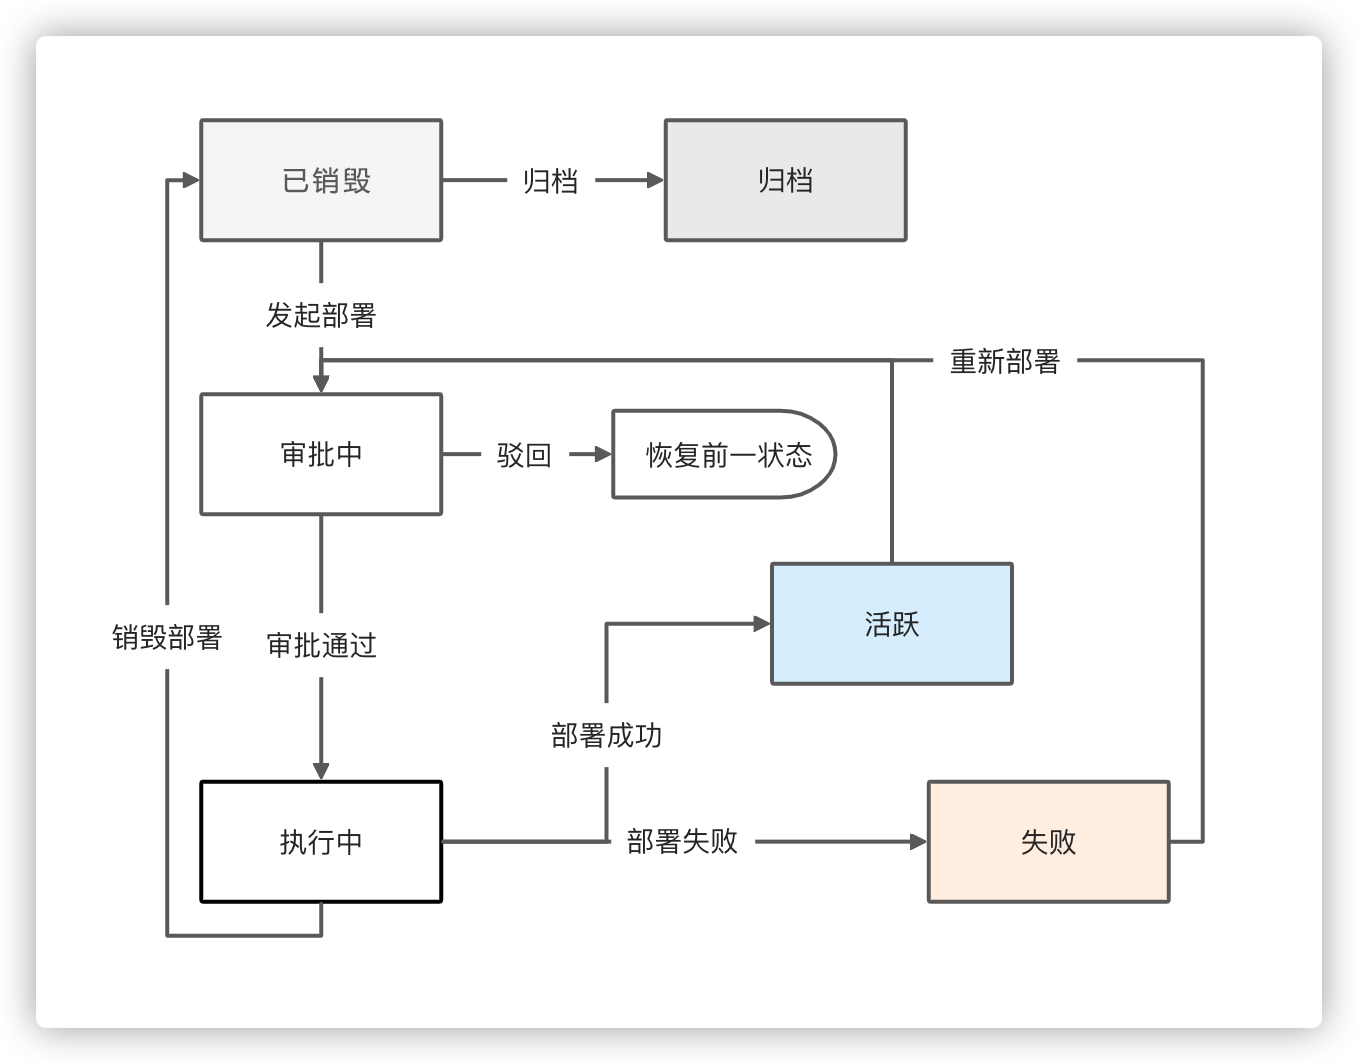 已销毁
归档
归档
发起部署
重新部署
审批中
驳回
恢复前一状态
活跃
销毁部署
审批通过
部署成功
执行中
部署失败
失败